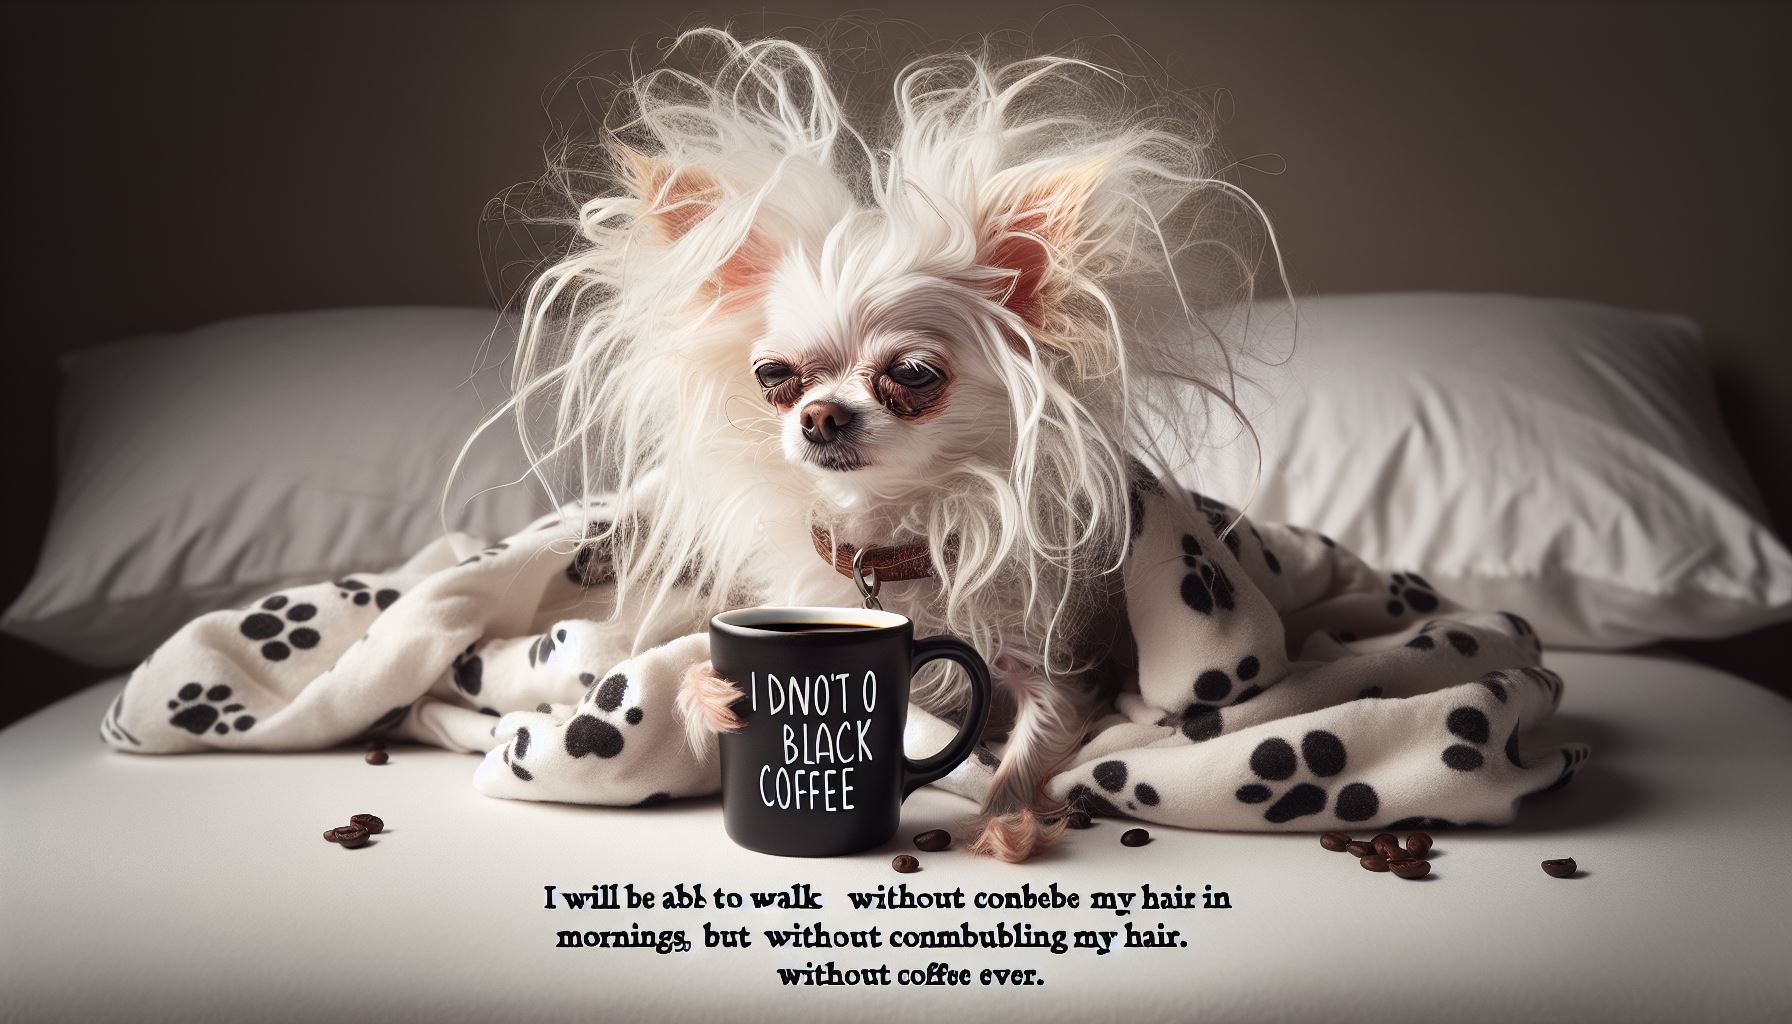 I DNO'T O
BLACK
COFFEE
I will be abl to walk without conbebe my hair in
mornings, but without conmbubling my hair.
without coffee ever.